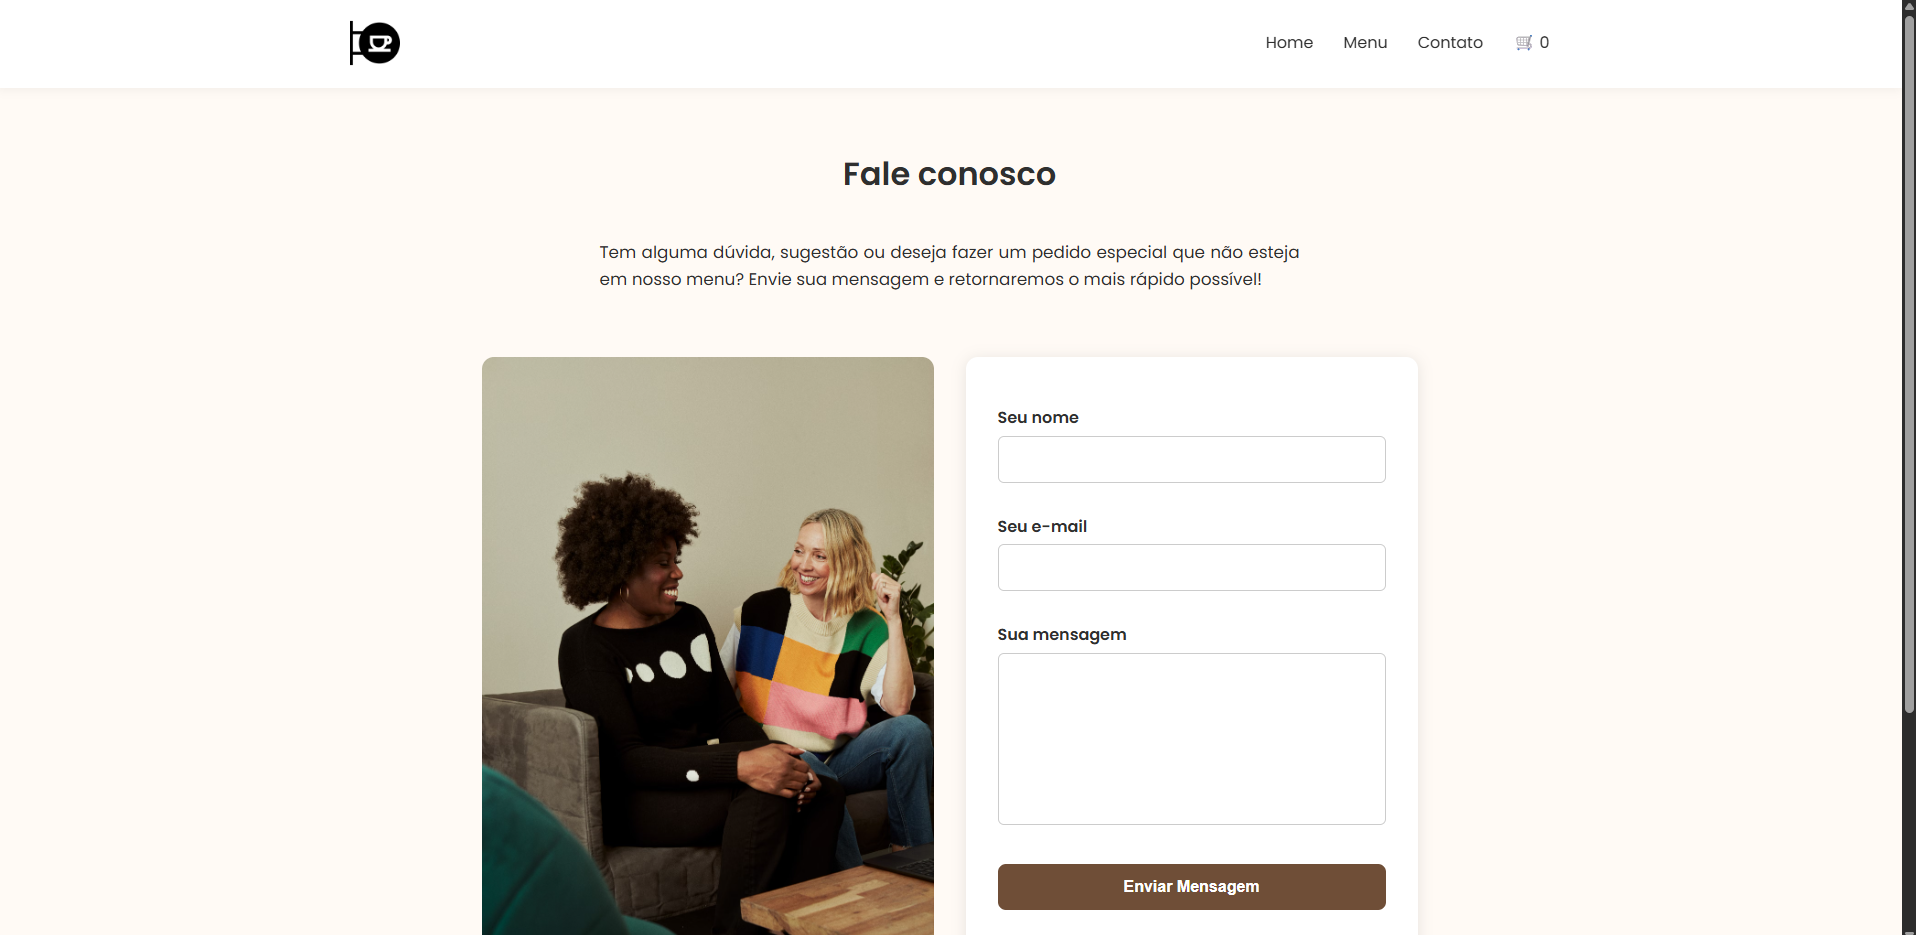 Home Menu Contato 🛒 0
Fale conosco
Tem alguma dúvida, sugestão ou deseja fazer um pedido especial que não esteja
em nosso menu? Envie sua mensagem e retornaremos o mais rápido possível!
Seu nome
Seu e-mail
Sua mensagem
Enviar Mensagem